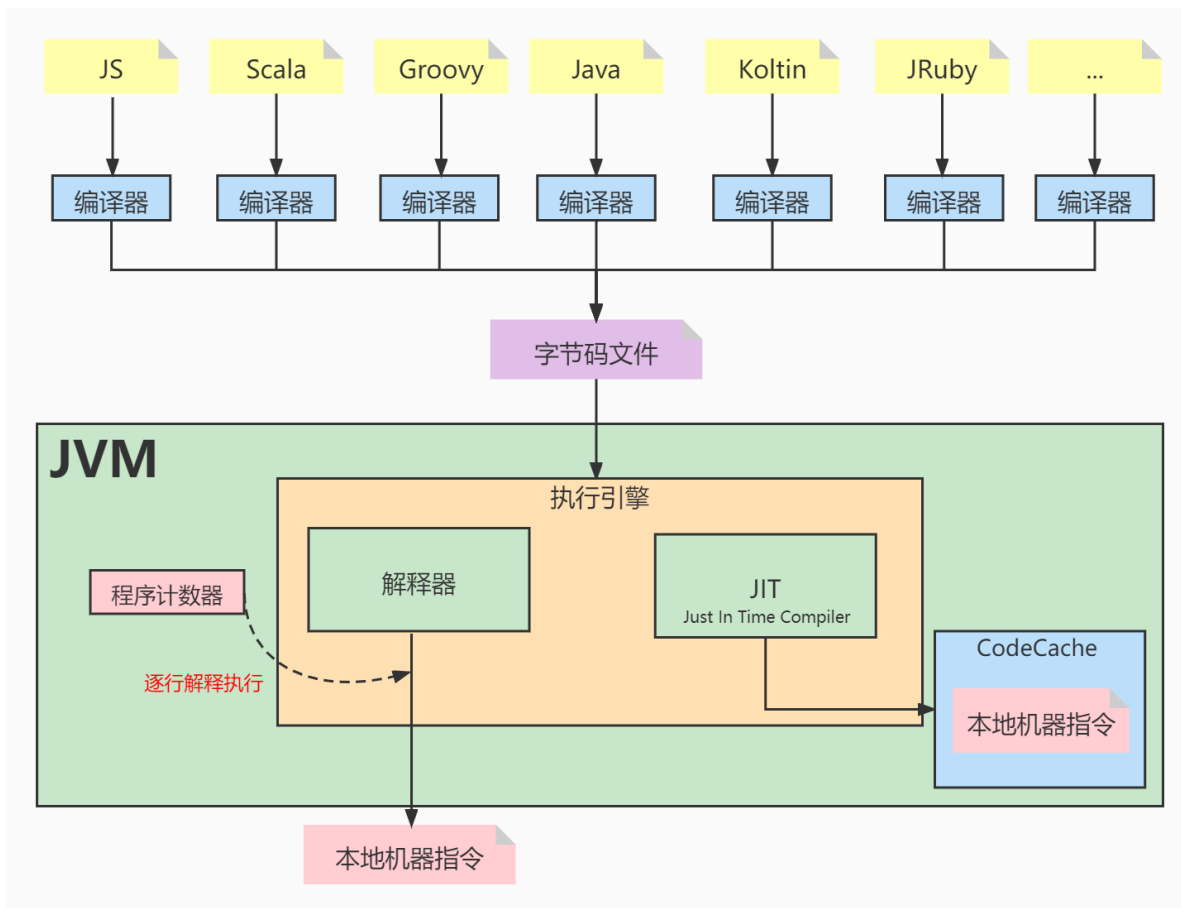 JS
Scala
Groovy
Java
Koltin
JRuby
...
编译器
编译器
编译器
编译器
编译器
编译器
编译器
字节码文件
JVM
执行引擎
解释器
JIT
Just In Time Compiler
程序计数器
逐行解释执行
CodeCache
本地机器指令
本地机器指令